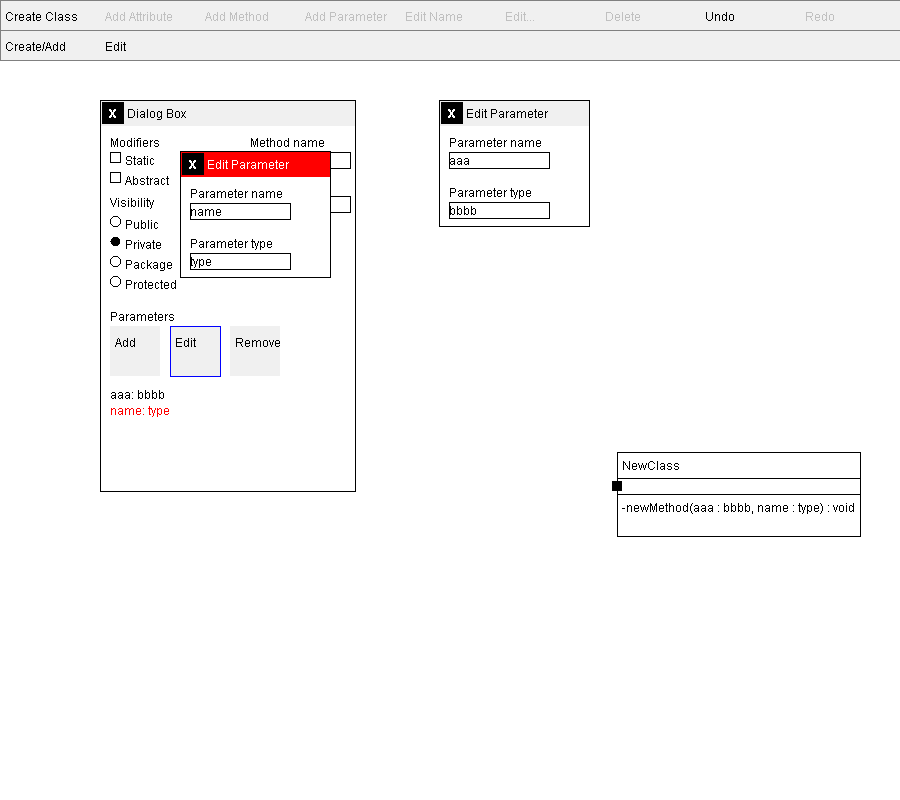 Create Class Add Attribute Add Method Add Parameter Edit Name Edit... Delete Undo Redo
Create/Add Edit
X Dialog Box
Modifiers Method name
Static
Abstract
Visibility
Public
Private
Package
Protected
Parameters
Add Edit Remove
aaa: bbbb
name: type
X Edit Parameter
Parameter name
name
Parameter type
type
X Edit Parameter
Parameter name
aaa
Parameter type
bbbb
NewClass
-newMethod(aaa : bbbb, name : type) : void